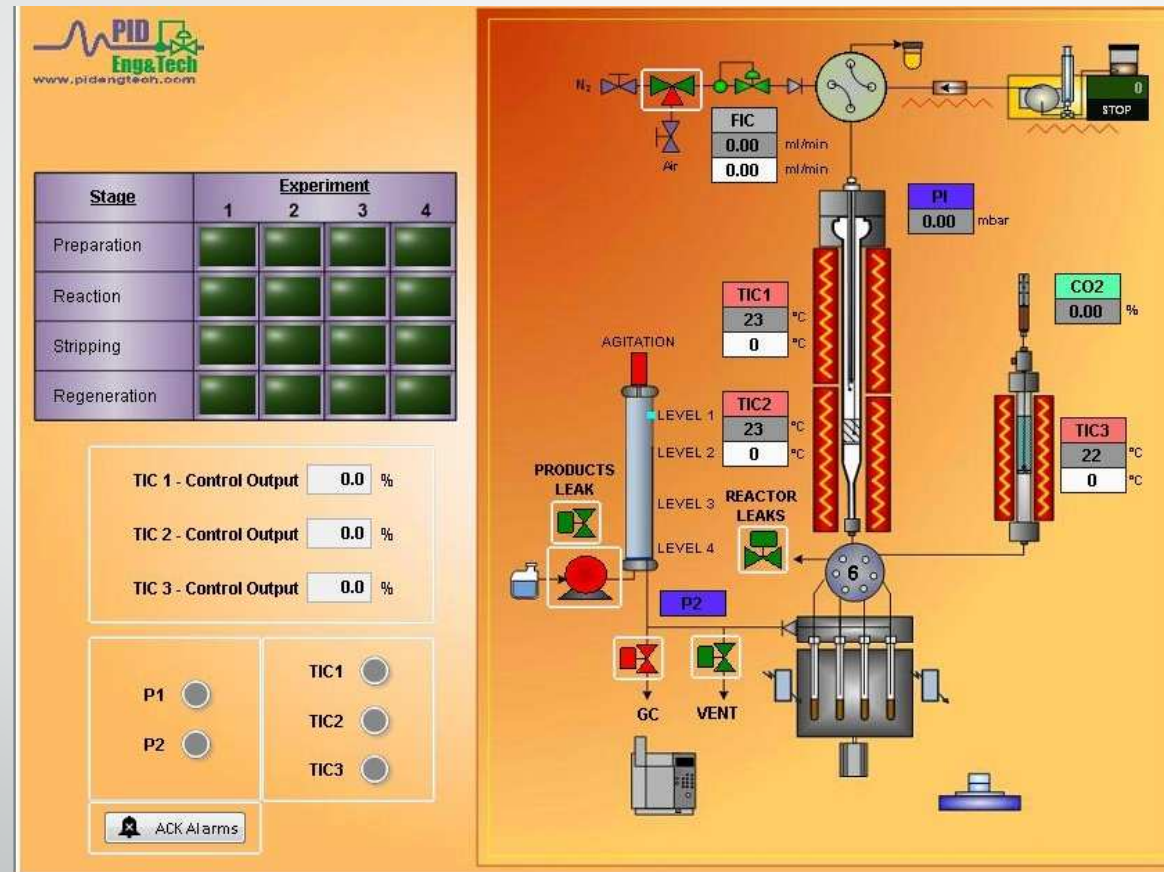 PID
Eng&Tech
www.pidengtech.com
Stage
Experiment
1 2 3 4
Preparation
Reaction
Stripping
Regeneration
TIC 1 - Control Output 0.0 %
TIC 2 - Control Output 0.0 %
TIC 3 - Control Output 0.0 %
P1
P2
TIC1
TIC2
TIC3
ACK Alarms
N₂
Air
FIC
0.00 ml/min
0.00 ml/min
0
STOP
PI
0.00 mbar
TIC1
23 °C
0 °C
CO2
0.00 %
AGITATION
LEVEL 1
LEVEL 2
LEVEL 3
LEVEL 4
TIC2
23 °C
0 °C
TIC3
22 °C
0 °C
PRODUCTS
LEAK
REACTOR
LEAKS
6
P2
GC
VENT